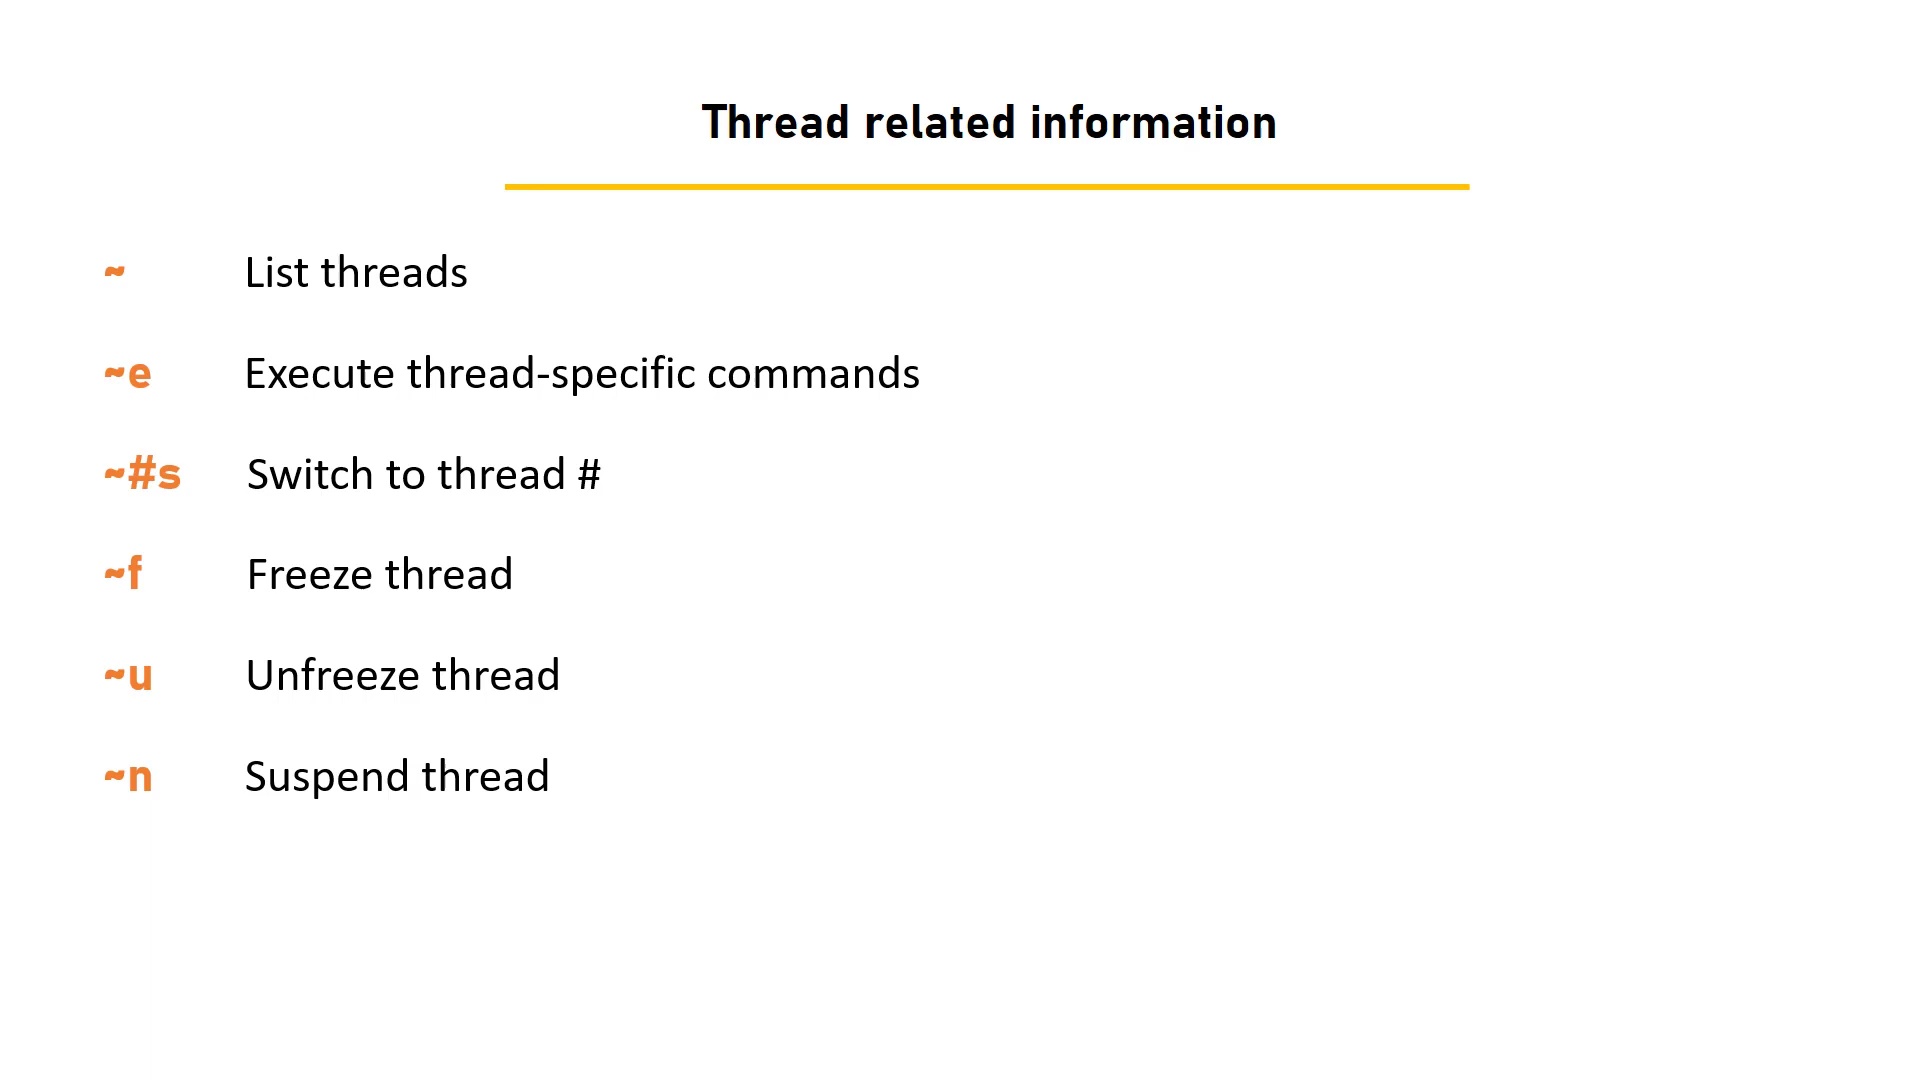 Thread related information
~ List threads
~e Execute thread-specific commands
~#s Switch to thread #
~f Freeze thread
~u Unfreeze thread
~n Suspend thread